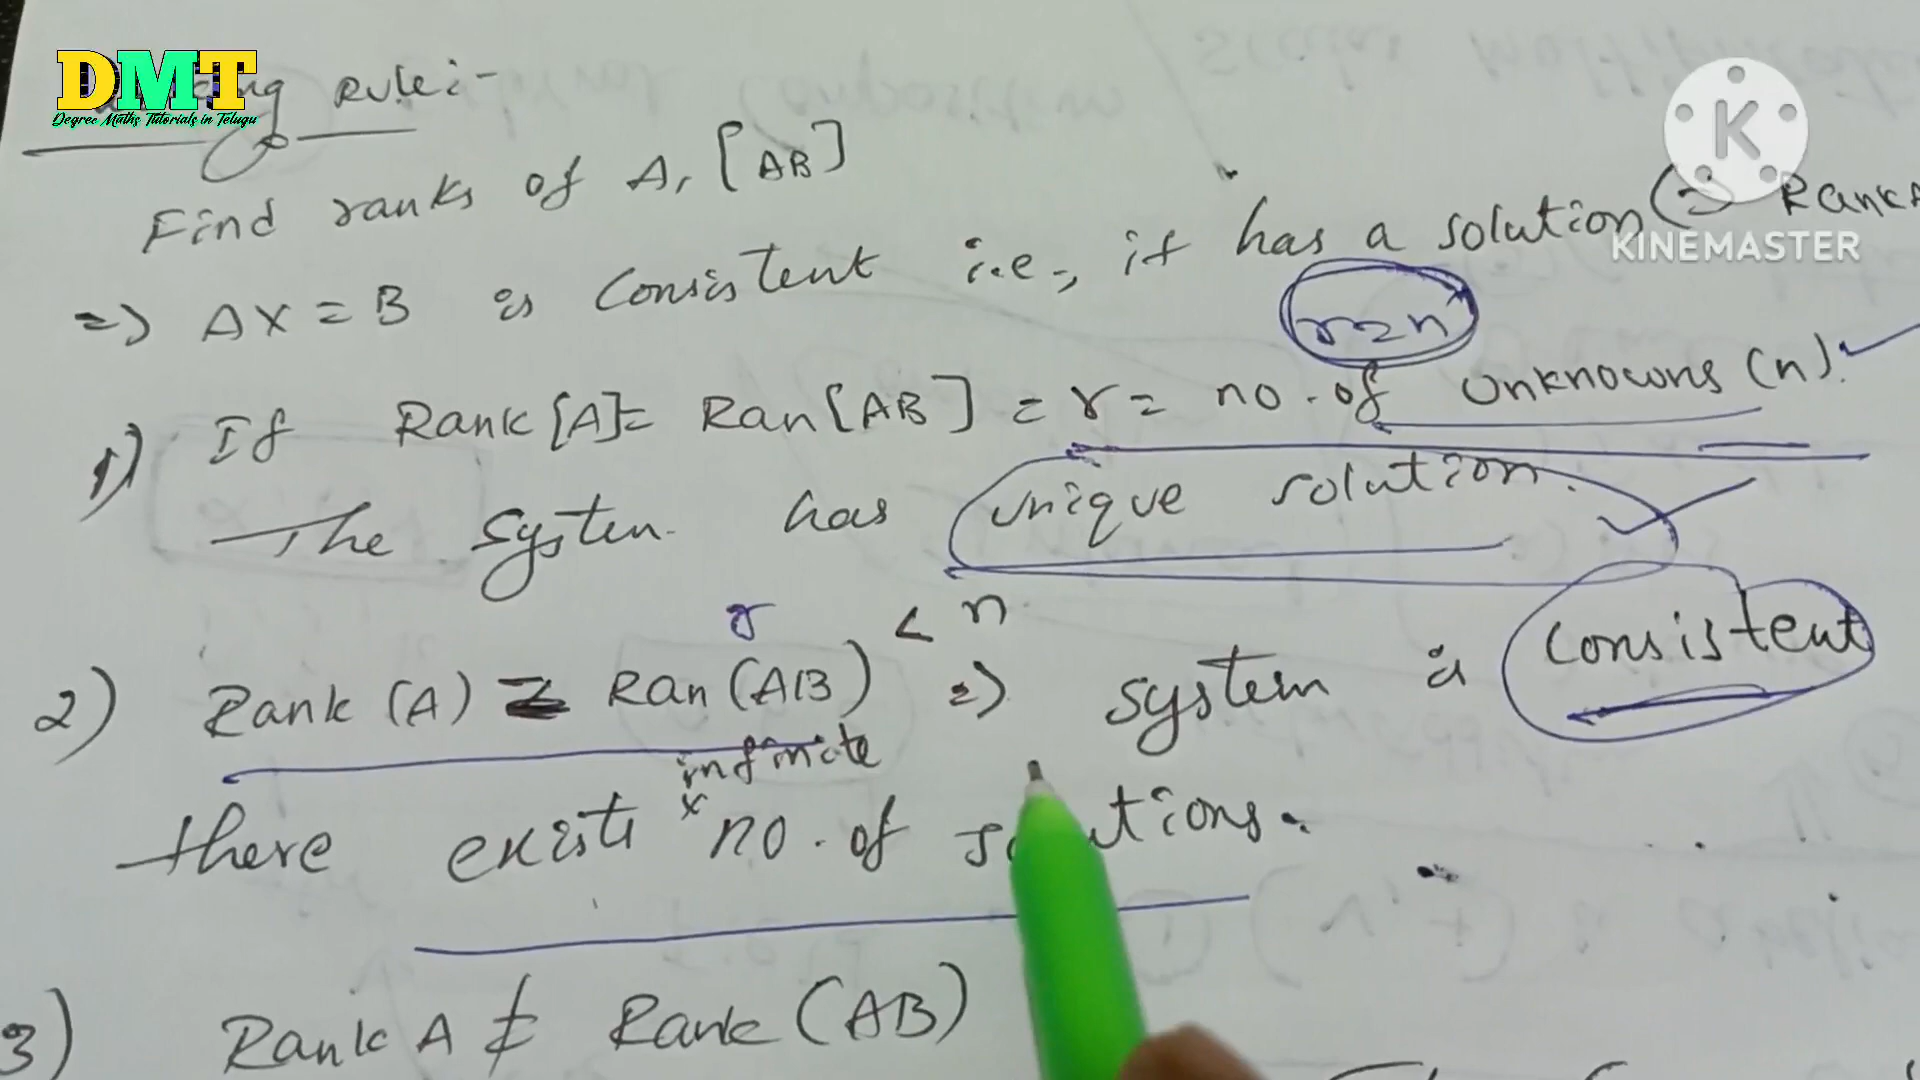 DMT
Degree Maths Tutorials in Telugu
Rule:-
K
KINEMASTER
Find ranks of A, [AB]
=> AX = B is Consistent i.e., it has a solution (=> Rank A
r = n
1) If Rank [A] = Ran [AB] = r = no. of unknowns (n).
The system has unique solution.
r < n
2) Rank (A) = Ran (AB) => system is consistent
infinite
there exists no. of solutions.
3) Rank A ≠ Rank (AB)